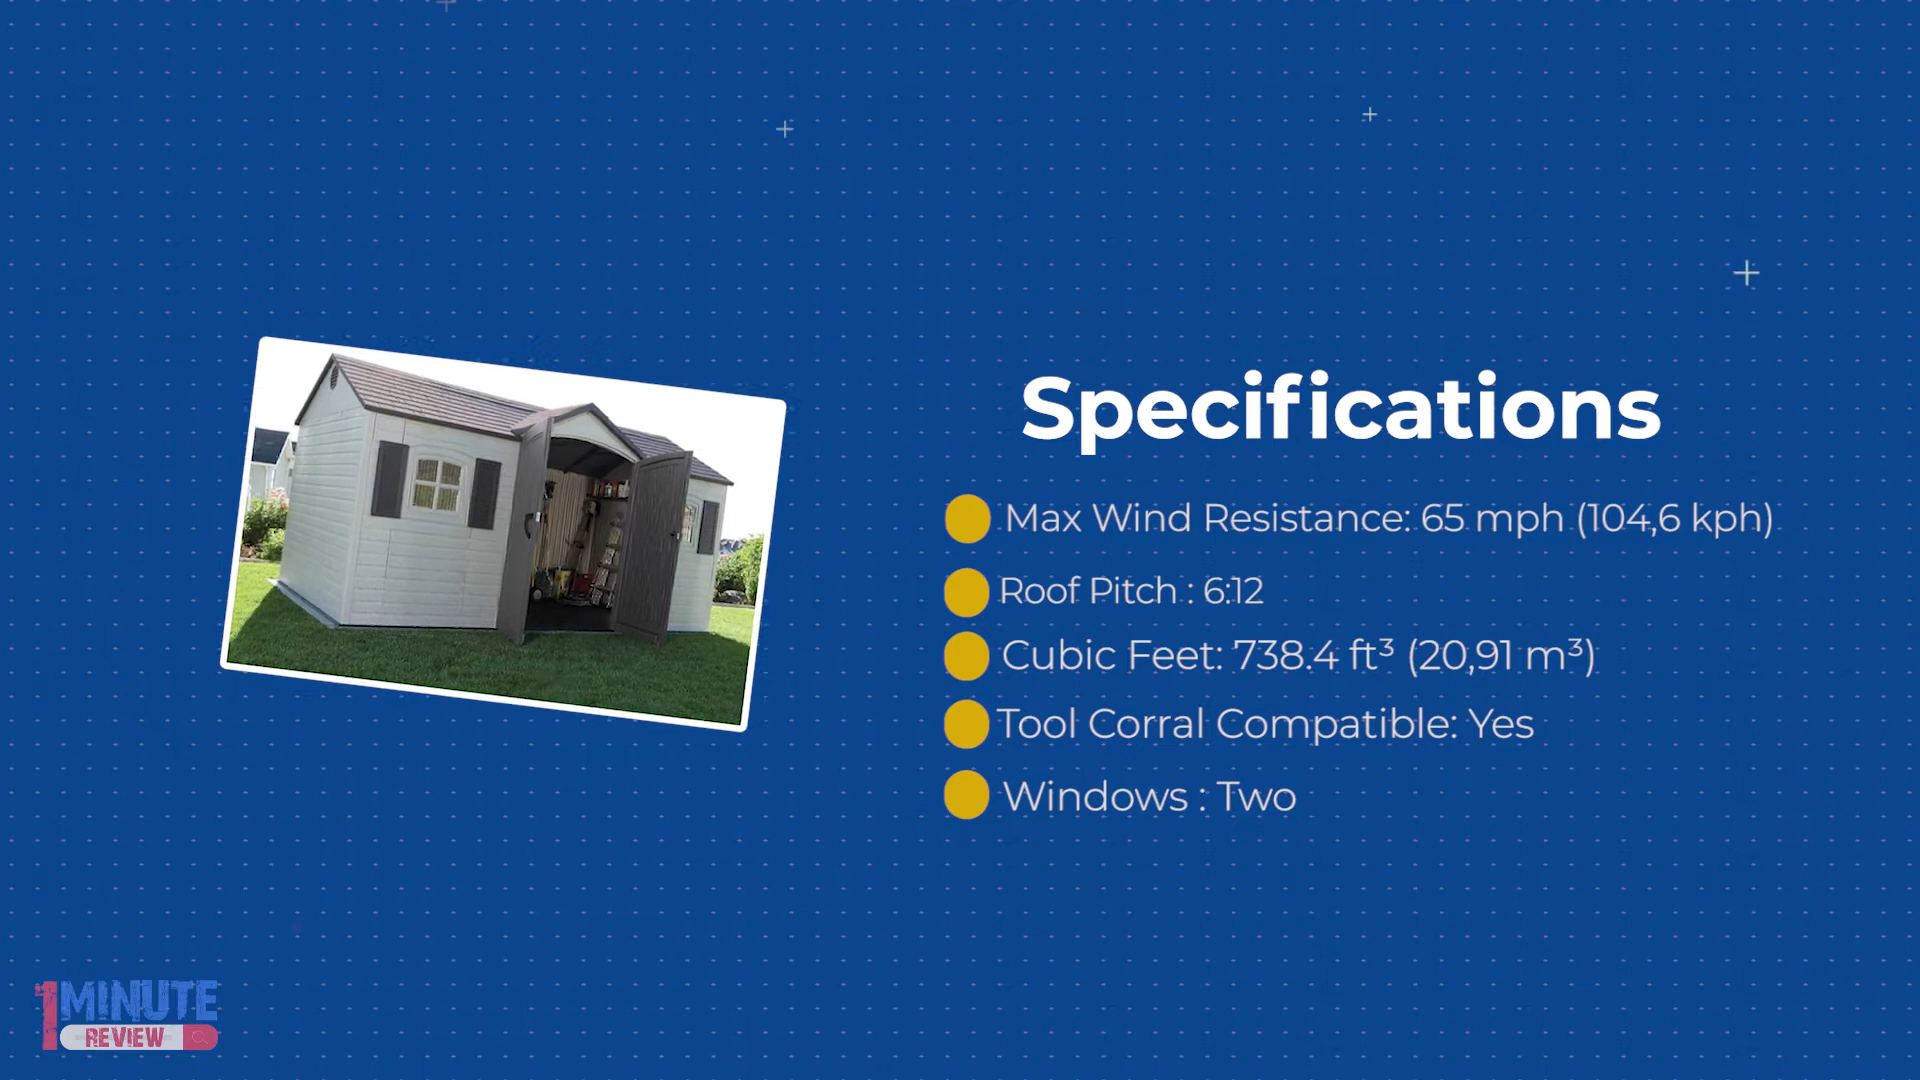 Specifications
Max Wind Resistance: 65 mph (104,6 kph)
Roof Pitch : 6:12
Cubic Feet: 738.4 ft³ (20,91 m³)
Tool Corral Compatible: Yes
Windows : Two
1MINUTE
REVIEW